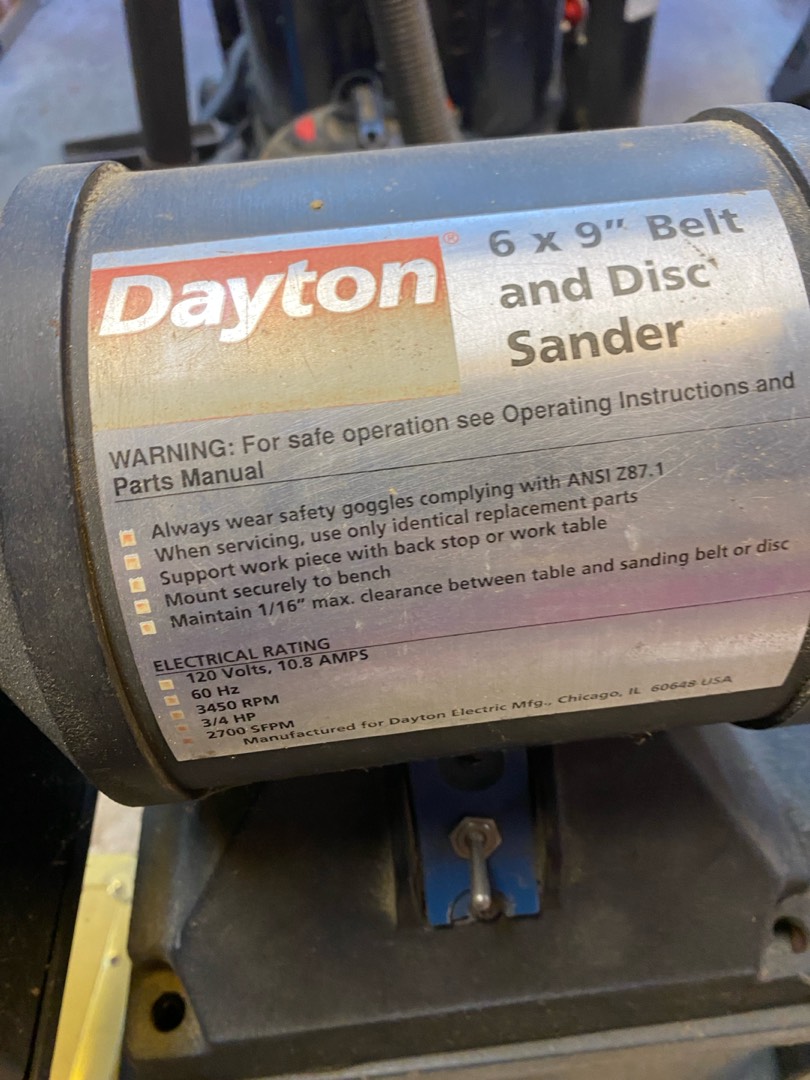 Dayton®
6 x 9" Belt
and Disc
Sander
WARNING: For safe operation see Operating Instructions and
Parts Manual
Always wear safety goggles complying with ANSI Z87.1
When servicing, use only identical replacement parts
Support work piece with back stop or work table
Mount securely to bench
Maintain 1/16" max. clearance between table and sanding belt or disc
ELECTRICAL RATING
120 Volts, 10.8 AMPS
60 Hz
3450 RPM
3/4 HP
2700 SFPM
Manufactured for Dayton Electric Mfg., Chicago, IL 60648 USA